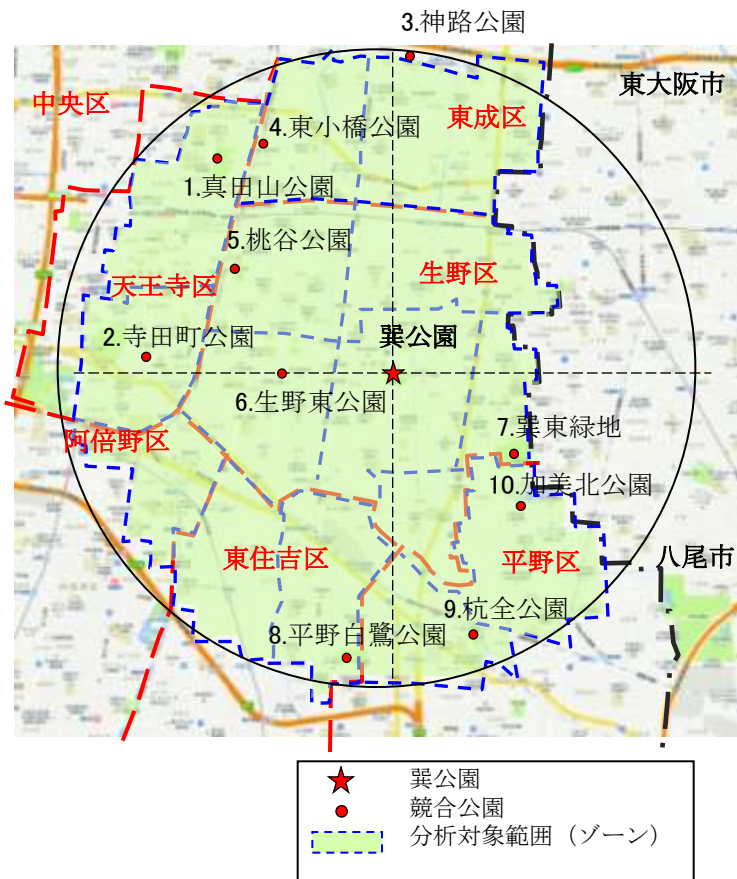 3.神路公園
東大阪市
中央区
東成区
4.東小橋公園
1.真田山公園
5.桃谷公園
天王寺区
生野区
2.寺田町公園
巽公園
6.生野東公園
7.巽東緑地
阿倍野区
10.加美北公園
東住吉区
平野区
八尾市
9.杭全公園
8.平野白鷺公園
巽公園
競合公園
分析対象範囲（ゾーン）